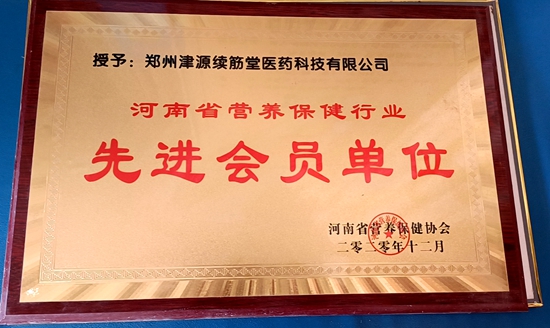 授予：郑州津源续筋堂医药科技有限公司
河南省营养保健行业
先进会员单位
河南省营养保健协会
二零二零年十二月